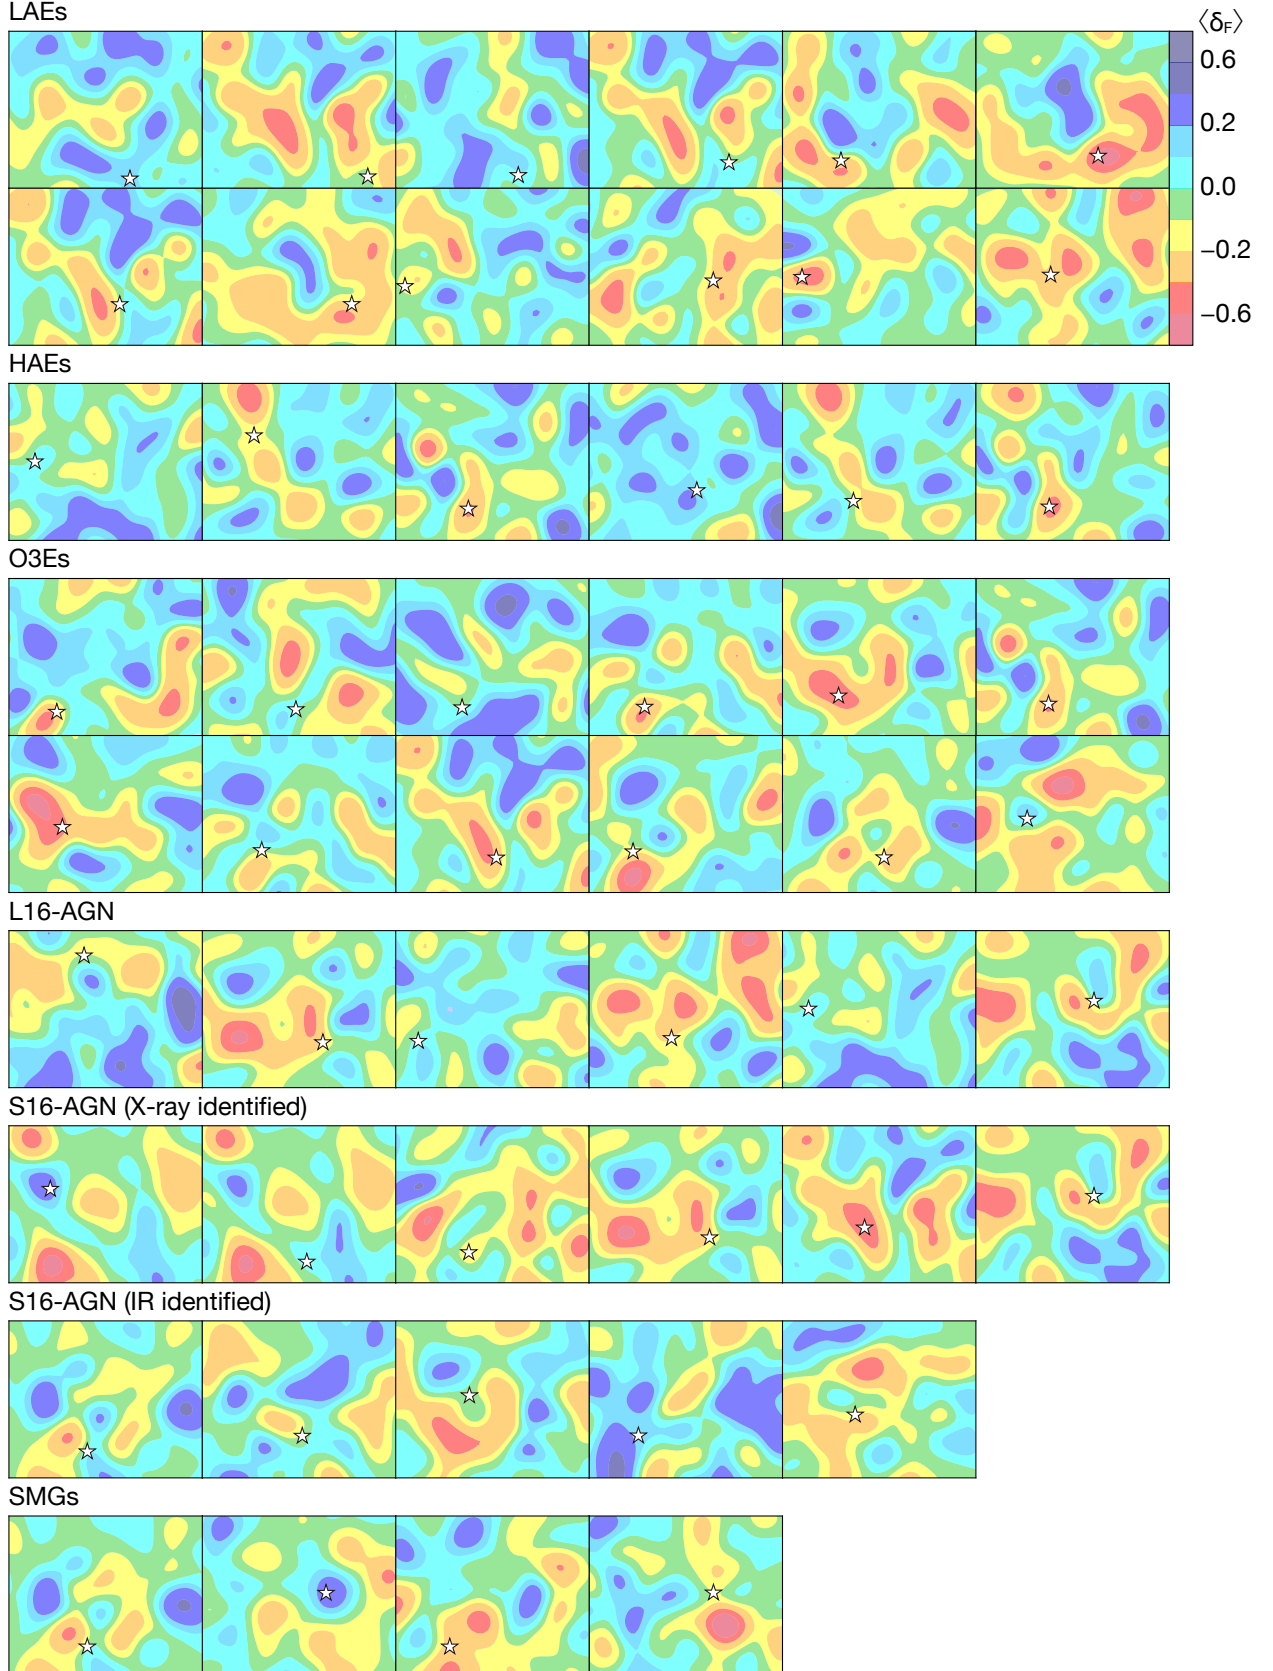 LAEs
⟨δF⟩
0.6
0.2
0.0
−0.2
−0.6
HAEs
O3Es
L16-AGN
S16-AGN (X-ray identified)
S16-AGN (IR identified)
SMGs